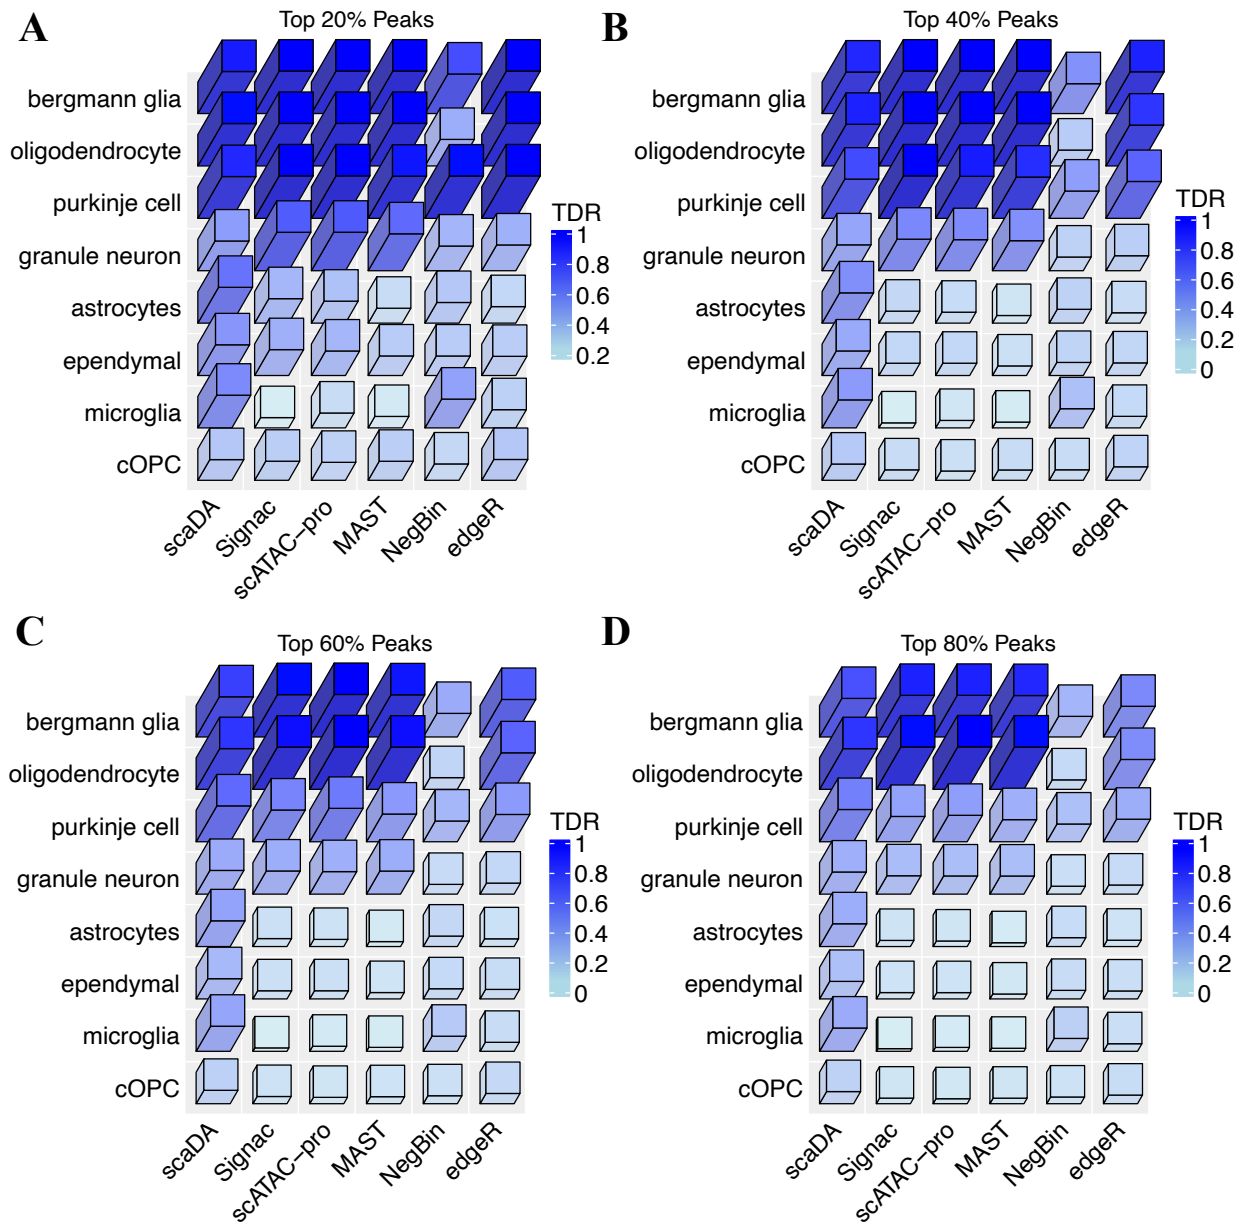 A
Top 20% Peaks
bergmann glia
oligodendrocyte
purkinje cell
granule neuron
astrocytes
ependymal
microglia
cOPC
scaDA
Signac
scATAC-pro
MAST
NegBin
edgeR
TDR
1
0.8
0.6
0.4
0.2
B
Top 40% Peaks
bergmann glia
oligodendrocyte
purkinje cell
granule neuron
astrocytes
ependymal
microglia
cOPC
scaDA
Signac
scATAC-pro
MAST
NegBin
edgeR
TDR
1
0.8
0.6
0.4
0.2
0
C
Top 60% Peaks
bergmann glia
oligodendrocyte
purkinje cell
granule neuron
astrocytes
ependymal
microglia
cOPC
scaDA
Signac
scATAC-pro
MAST
NegBin
edgeR
TDR
1
0.8
0.6
0.4
0.2
0
D
Top 80% Peaks
bergmann glia
oligodendrocyte
purkinje cell
granule neuron
astrocytes
ependymal
microglia
cOPC
scaDA
Signac
scATAC-pro
MAST
NegBin
edgeR
TDR
1
0.8
0.6
0.4
0.2
0